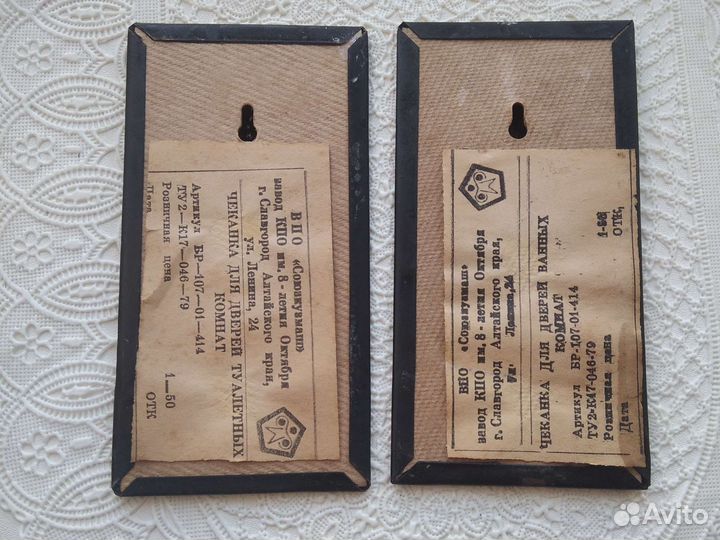 ВПО «Союзкузмаш»
завод КПО им. 8-летия Октября
г. Славгород Алтайского края,
ул. Ленина, 24
ЧЕКАНКА ДЛЯ ДВЕРЕЙ ТУАЛЕТНЫХ
КОМНАТ
Артикул БР—107—01—414
ТУ2—К17—046—79
Розничная цена 1—50
Дата ОТК
ВПО «Союзкузмаш»
завод КПО им. 8-летия Октября
г. Славгород Алтайского края,
ул. Ленина, 24
ЧЕКАНКА ДЛЯ ДВЕРЕЙ ВАННЫХ
КОМНАТ
Артикул БР-107-01-414
ТУ2-К47-046-79
Розничная цена
Дата ОТК.
Avito